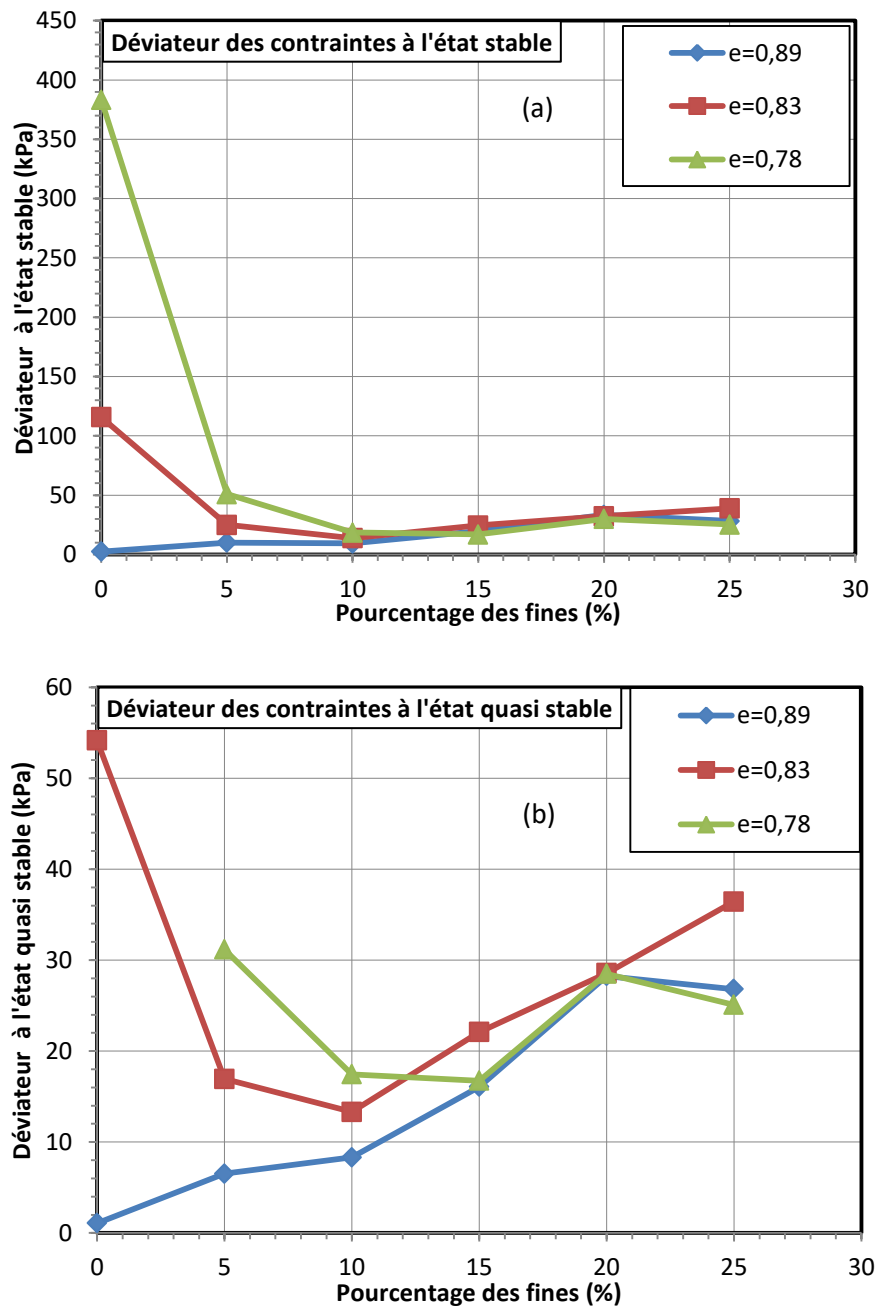 Déviateur des contraintes à l'état stable
(a)
e=0,89
e=0,83
e=0,78
Déviateur à l'état stable (kPa)
450
400
350
300
250
200
150
100
50
0
0 5 10 15 20 25 30
Pourcentage des fines (%)
Déviateur des contraintes à l'état quasi stable
(b)
e=0,89
e=0,83
e=0,78
Déviateur à l'état quasi stable (kPa)
60
50
40
30
20
10
0
0 5 10 15 20 25 30
Pourcentage des fines (%)